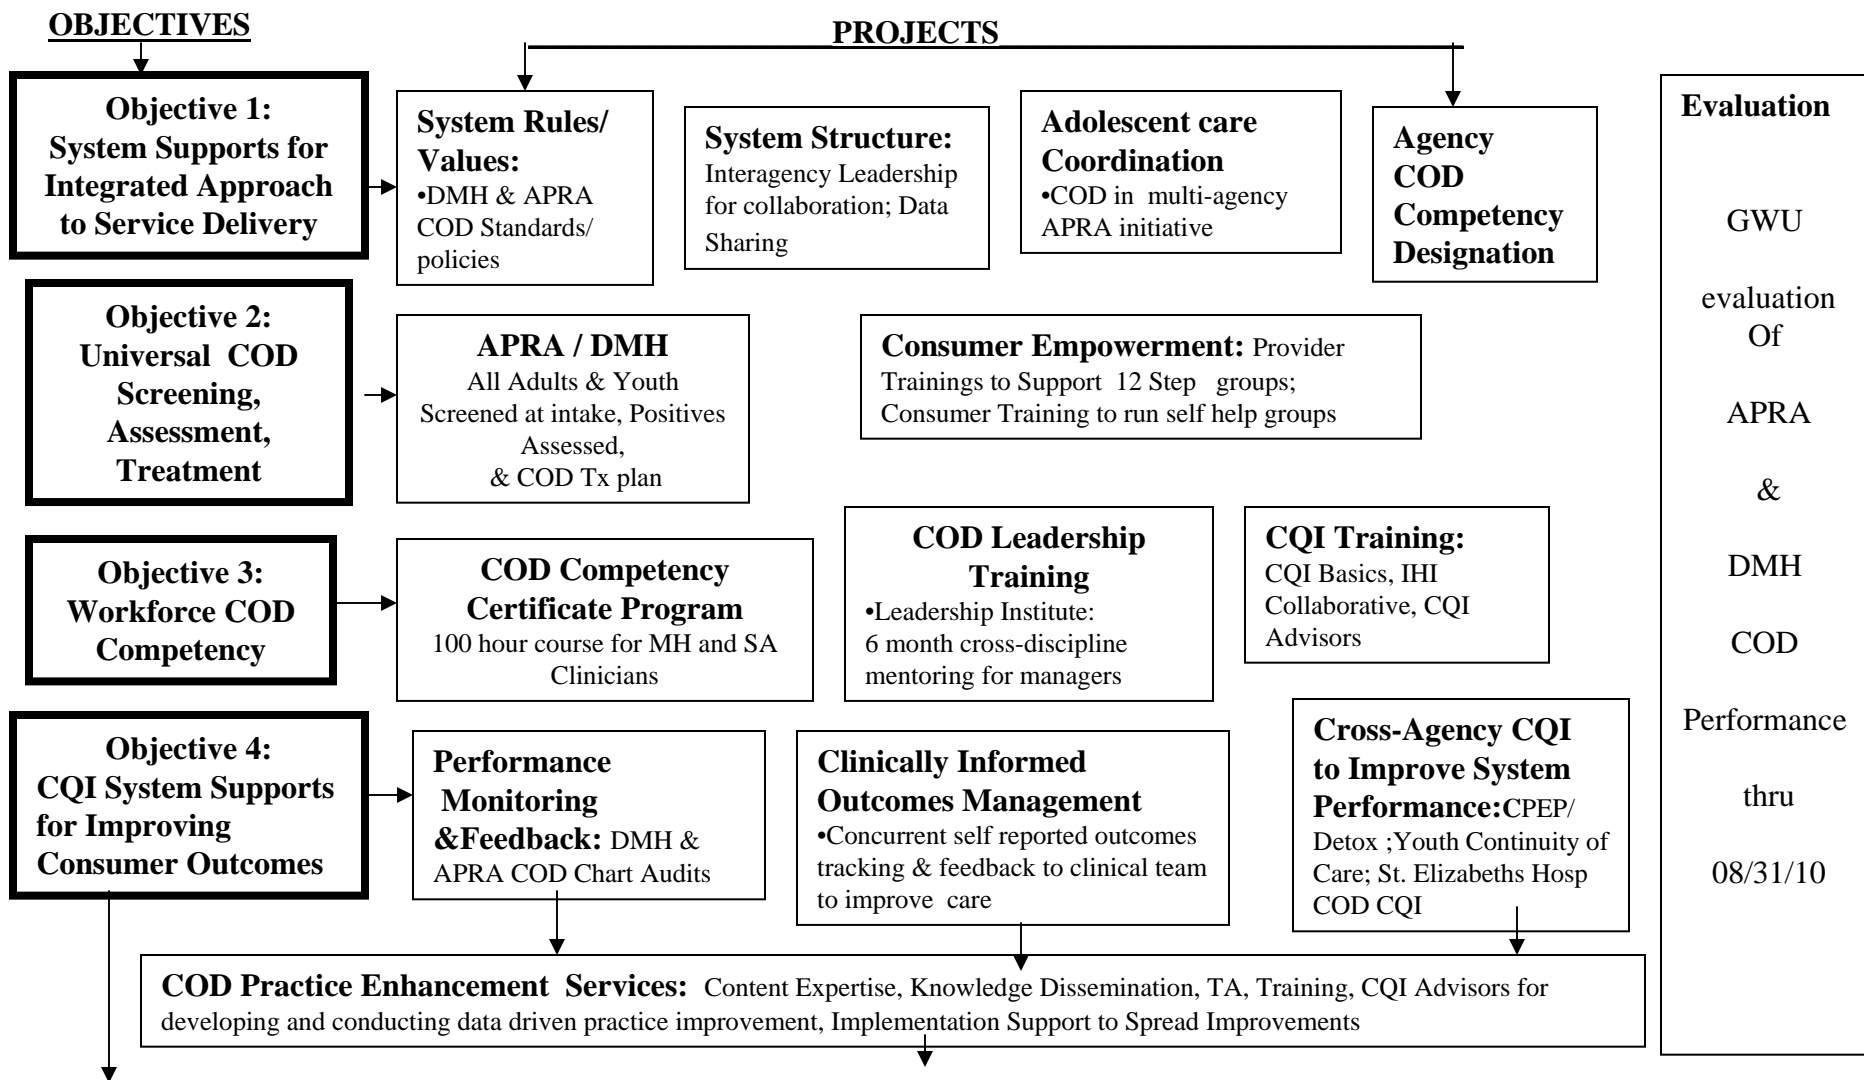 OBJECTIVES
PROJECTS
Objective 1:
System Supports for
Integrated Approach
to Service Delivery
System Rules/
Values:
•DMH & APRA
COD Standards/
policies
System Structure:
Interagency Leadership
for collaboration; Data
Sharing
Adolescent care
Coordination
•COD in multi-agency
APRA initiative
Agency
COD
Competency
Designation
Objective 2:
Universal COD
Screening,
Assessment,
Treatment
APRA / DMH
All Adults & Youth
Screened at intake, Positives
Assessed,
& COD Tx plan
Consumer Empowerment: Provider
Trainings to Support 12 Step groups;
Consumer Training to run self help groups
Objective 3:
Workforce COD
Competency
COD Competency
Certificate Program
100 hour course for MH and SA
Clinicians
COD Leadership
Training
•Leadership Institute:
6 month cross-discipline
mentoring for managers
CQI Training:
CQI Basics, IHI
Collaborative, CQI
Advisors
Objective 4:
CQI System Supports
for Improving
Consumer Outcomes
Performance
Monitoring
&Feedback: DMH &
APRA COD Chart Audits
Clinically Informed
Outcomes Management
•Concurrent self reported outcomes
tracking & feedback to clinical team
to improve care
Cross-Agency CQI
to Improve System
Performance:CPEP/
Detox ;Youth Continuity of
Care; St. Elizabeths Hosp
COD CQI
COD Practice Enhancement Services: Content Expertise, Knowledge Dissemination, TA, Training, CQI Advisors for
developing and conducting data driven practice improvement, Implementation Support to Spread Improvements
Evaluation
GWU
evaluation
Of
APRA
&
DMH
COD
Performance
thru
08/31/10